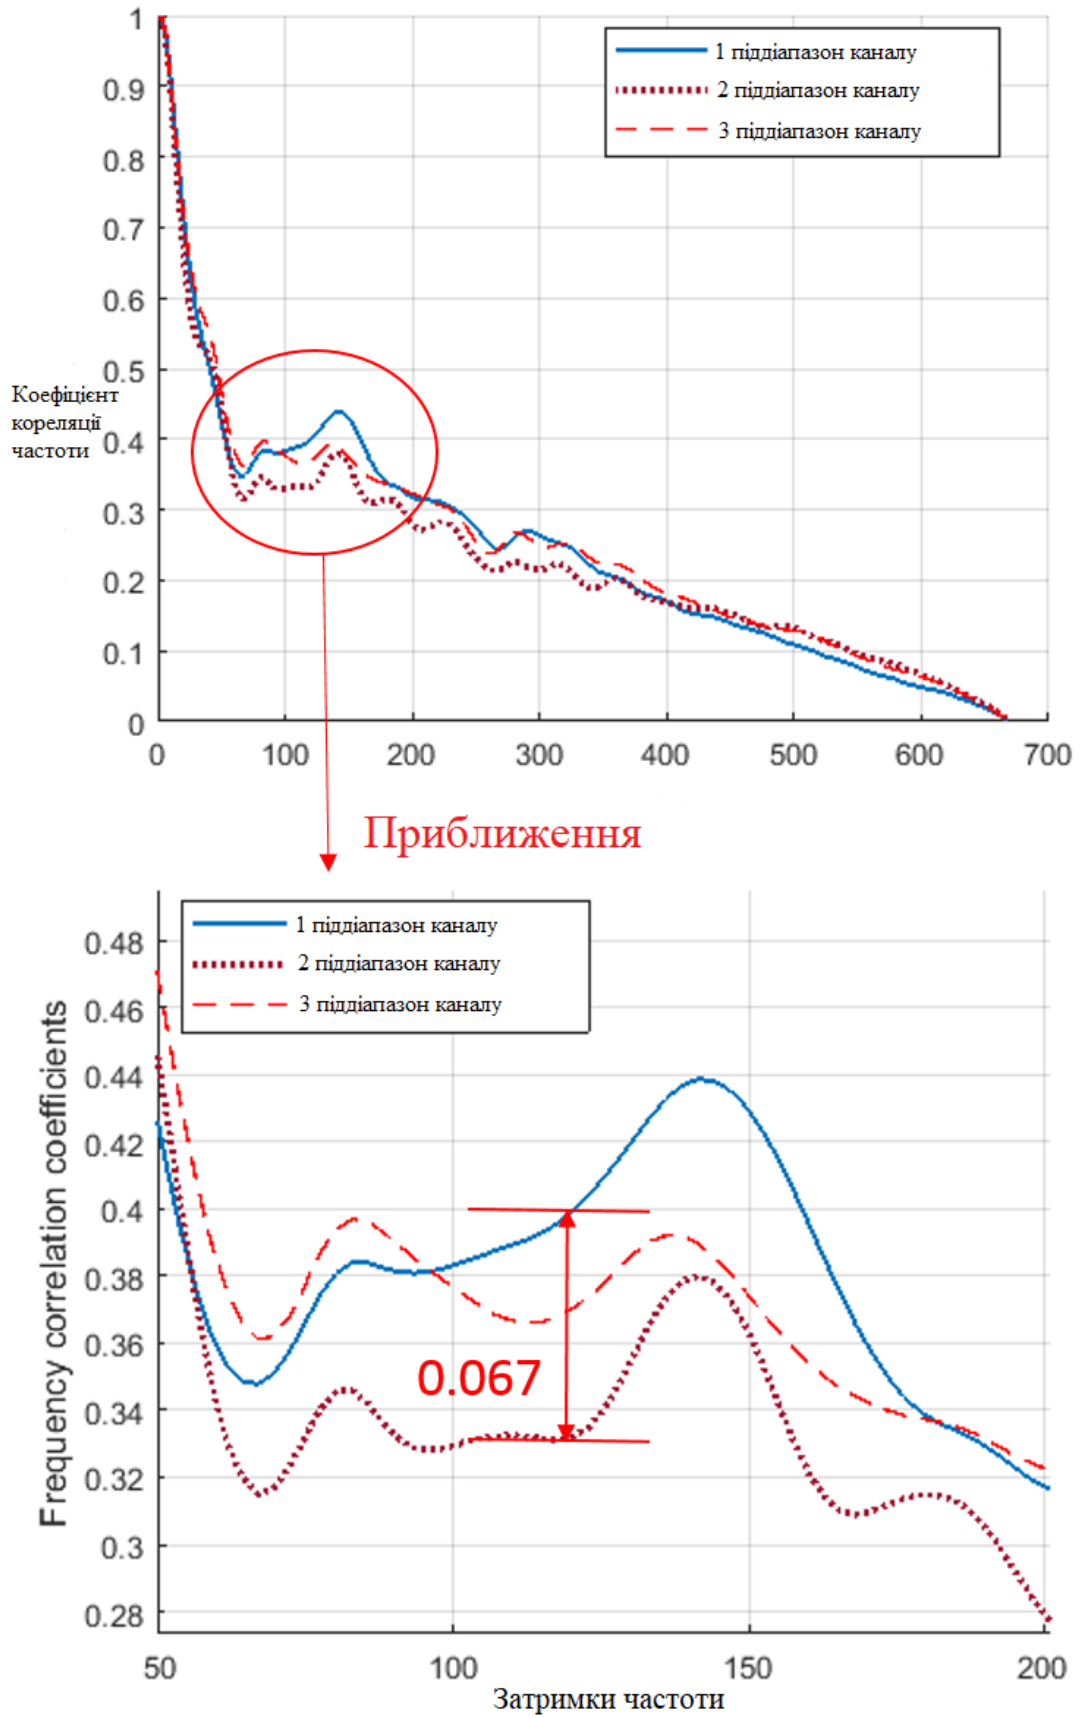 1
0.9
0.8
0.7
0.6
0.5
0.4
0.3
0.2
0.1
0
Коефіцієнт
кореляції
частоти
1 піддіапазон каналу
2 піддіапазон каналу
3 піддіапазон каналу
0 100 200 300 400 500 600 700
Приближення
1 піддіапазон каналу
2 піддіапазон каналу
3 піддіапазон каналу
Frequency correlation coefficients
0.48
0.46
0.44
0.42
0.4
0.38
0.36
0.34
0.32
0.3
0.28
0.067
50 100 150 200
Затримки частоти